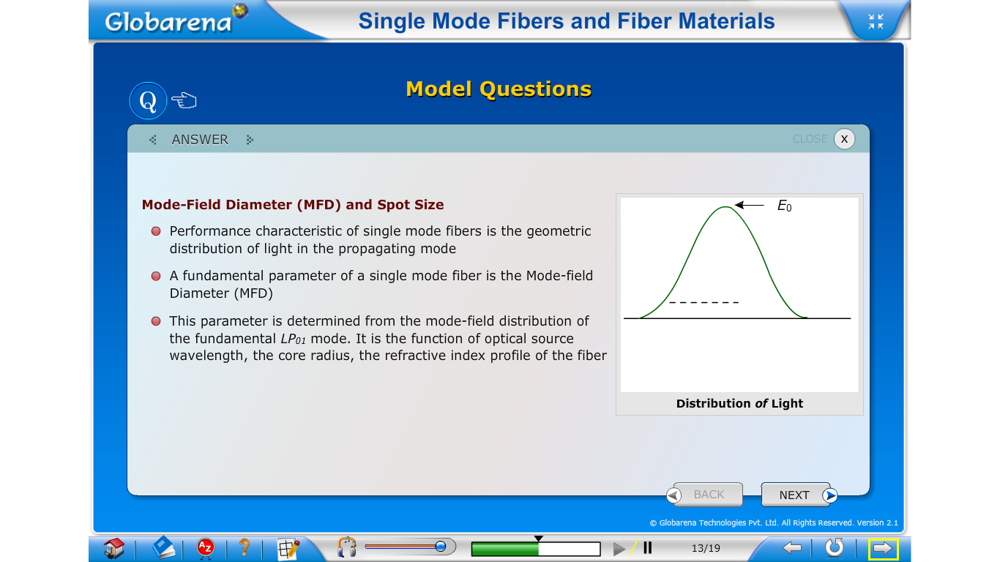 Globarena
Single Mode Fibers and Fiber Materials
Q
Model Questions
ANSWER
CLOSE X
Mode-Field Diameter (MFD) and Spot Size
Performance characteristic of single mode fibers is the geometric
distribution of light in the propagating mode
A fundamental parameter of a single mode fiber is the Mode-field
Diameter (MFD)
This parameter is determined from the mode-field distribution of
the fundamental LP01 mode. It is the function of optical source
wavelength, the core radius, the refractive index profile of the fiber
E0
Distribution of Light
BACK
NEXT
© Globarena Technologies Pvt. Ltd. All Rights Reserved. Version 2.1
AZ
?
13/19